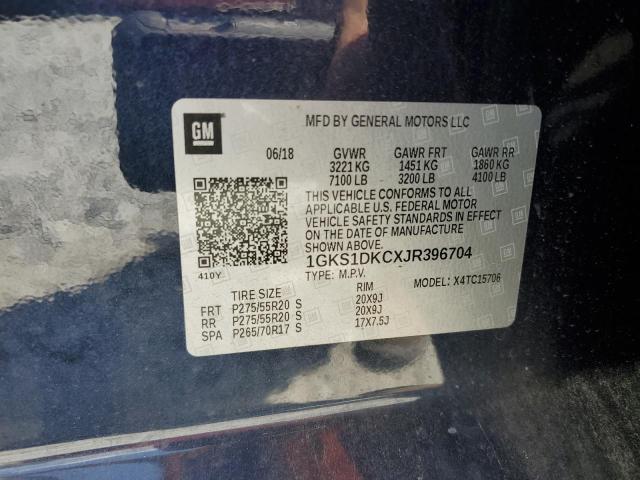 GM
MFD BY GENERAL MOTORS LLC
06/18 GVWR GAWR FRT GAWR RR
3221 KG 1451 KG 1860 KG
7100 LB 3200 LB 4100 LB
THIS VEHICLE CONFORMS TO ALL
APPLICABLE U.S. FEDERAL MOTOR
VEHICLE SAFETY STANDARDS IN EFFECT
ON THE DATE OF MANUFACTURE
SHOWN ABOVE.
1GKS1DKCXJR396704
410Y TYPE: M.P.V. MODEL: X4TC15706
TIRE SIZE RIM
FRT P275/55R20 S 20X9J
RR P275/55R20 S 20X9J
SPA P265/70R17 S 17X7.5J